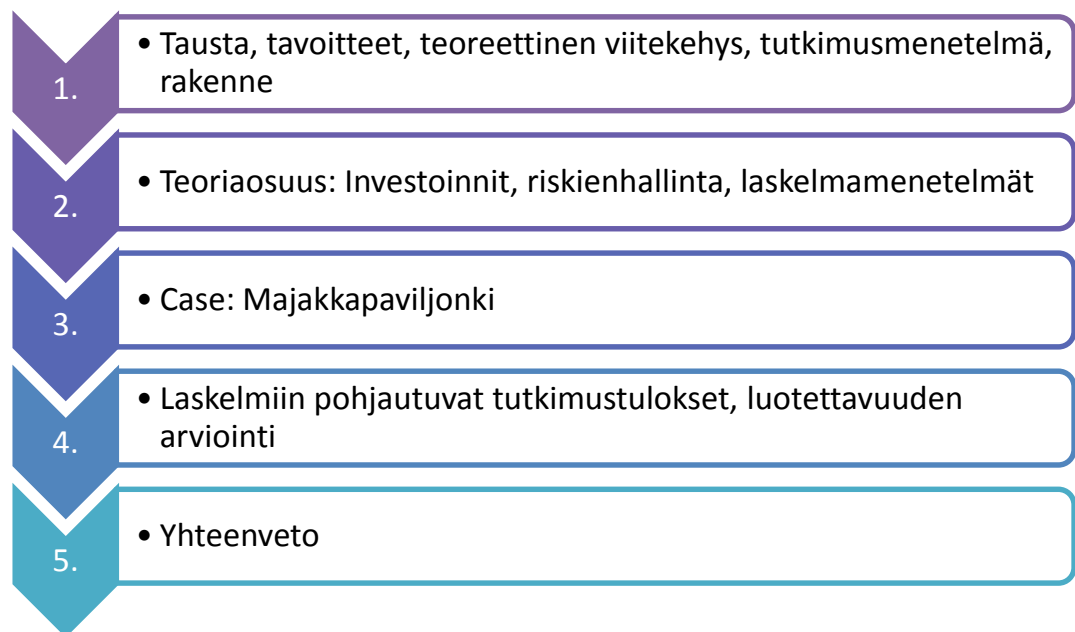 1.
• Tausta, tavoitteet, teoreettinen viitekehys, tutkimusmenetelmä,
rakenne
2.
• Teoriaosuus: Investoinnit, riskienhallinta, laskelmamenetelmät
3.
• Case: Majakkapaviljonki
4.
• Laskelmiin pohjautuvat tutkimustulokset, luotettavuuden
arviointi
5.
• Yhteenveto